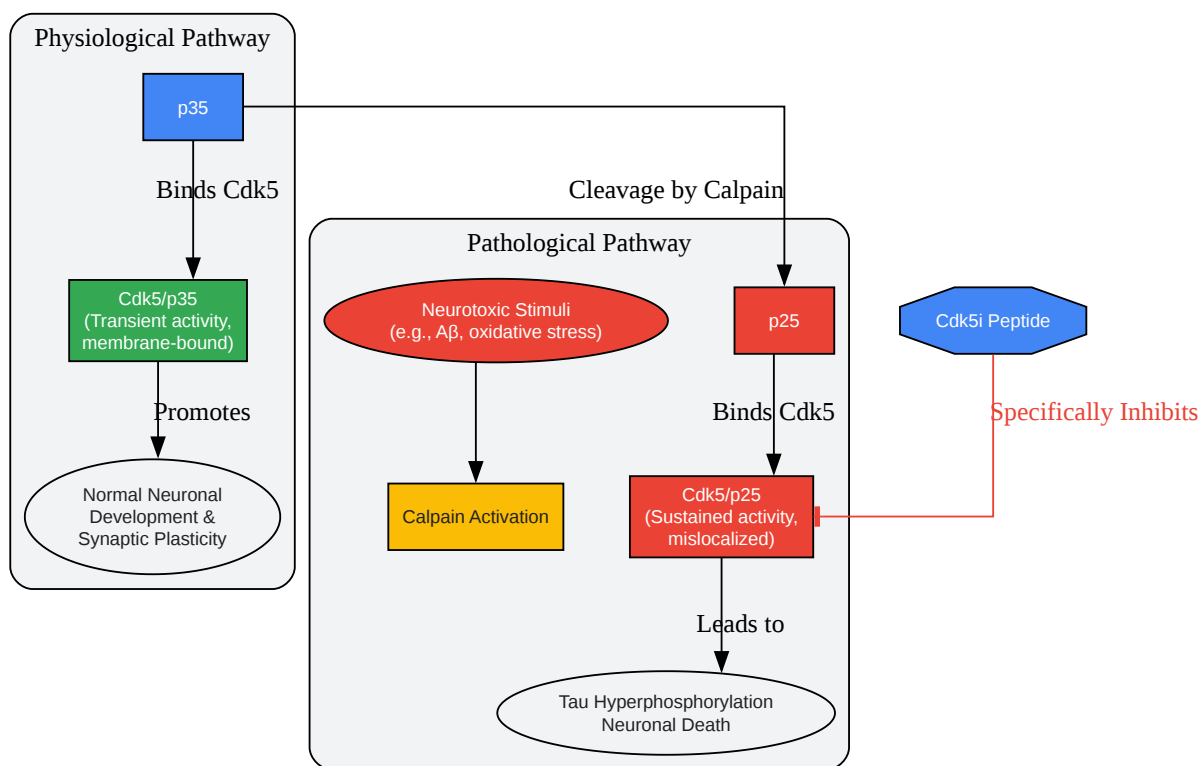 Physiological Pathway
p35
Binds Cdk5
Cdk5/p35
(Transient activity,
membrane-bound)
Promotes
Normal Neuronal
Development &
Synaptic Plasticity
Cleavage by Calpain
Pathological Pathway
Neurotoxic Stimuli
(e.g., Aβ, oxidative stress)
Calpain Activation
p25
Binds Cdk5
Cdk5/p25
(Sustained activity,
mislocalized)
Leads to
Tau Hyperphosphorylation
Neuronal Death
Cdk5i Peptide
Specifically Inhibits